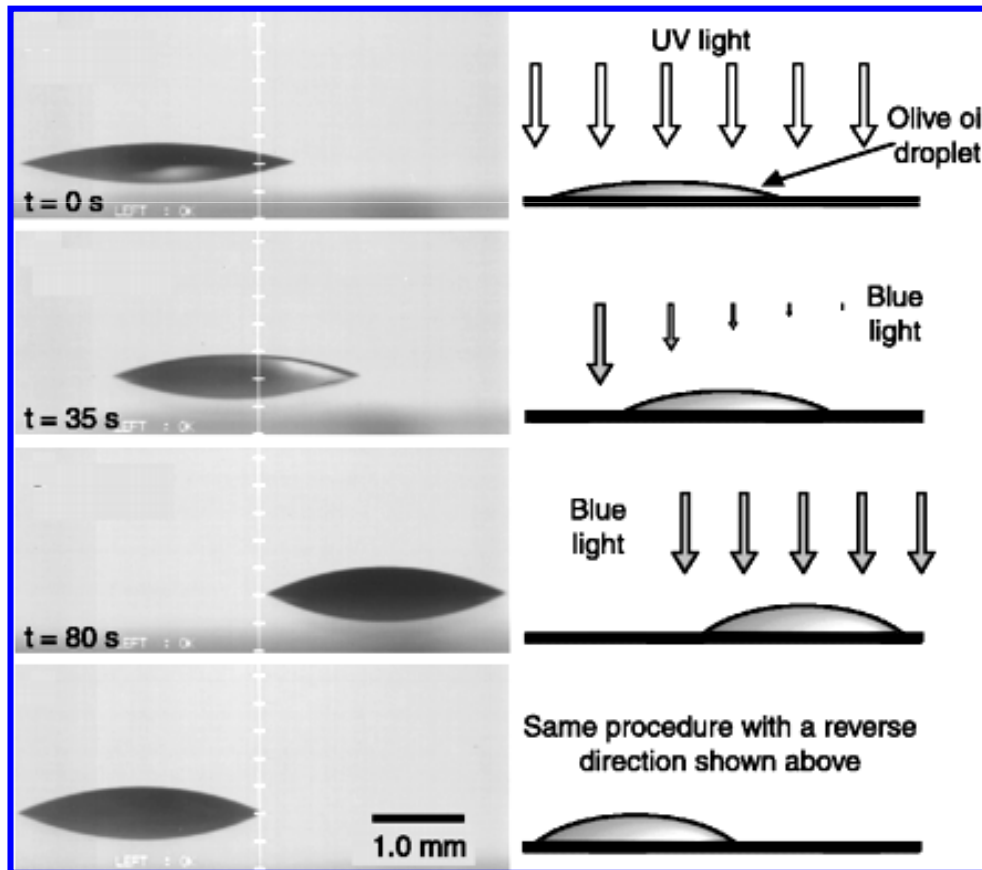 UV light
Olive oi
droplet
t = 0 s
LEFT : OK
Blue
light
t = 35 s
LEFT : OK
Blue
light
t = 80 s
LEFT : OK
Same procedure with a reverse
direction shown above
1.0 mm
LEFT : OK